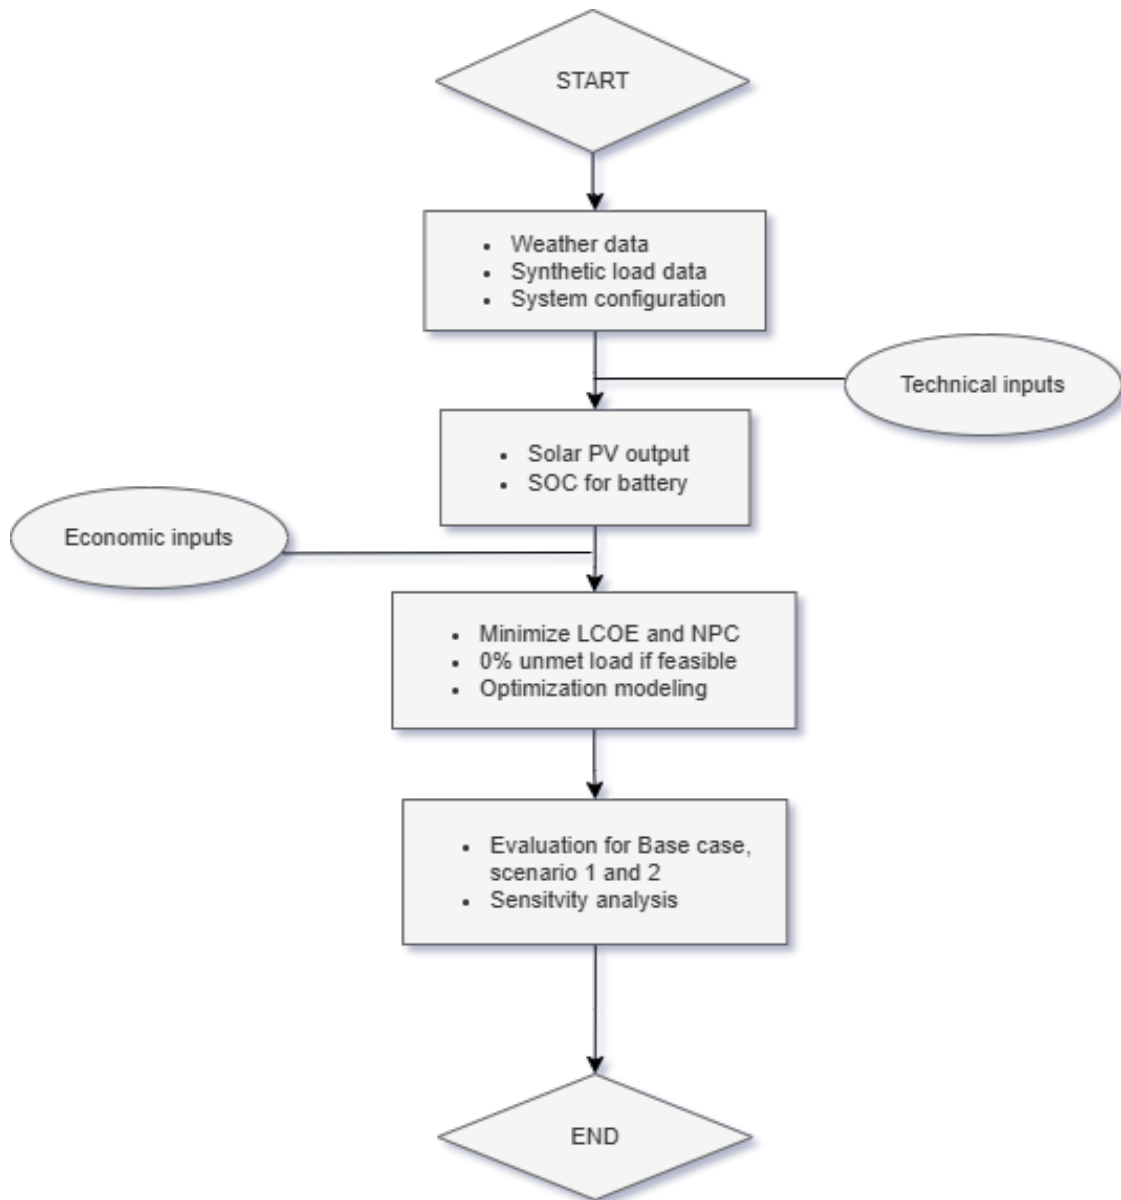 START
• Weather data
• Synthetic load data
• System configuration
Technical inputs
• Solar PV output
• SOC for battery
Economic inputs
• Minimize LCOE and NPC
• 0% unmet load if feasible
• Optimization modeling
• Evaluation for Base case,
scenario 1 and 2
• Sensitvity analysis
END